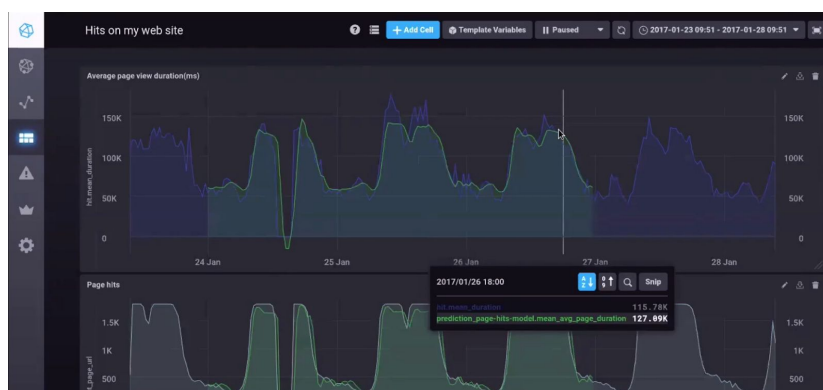 Hits on my web site
+ Add Cell
Template Variables
Paused
2017-01-23 09:51 - 2017-01-28 09:51
Average page view duration(ms)
hit.mean_duration
150K
100K
50K
0
150K
100K
50K
0
24 Jan
25 Jan
26 Jan
27 Jan
28 Jan
2017/01/26 18:00
A
Z
0
9
Snip
hit.mean_duration 115.78K
prediction_page-hits-model.mean_avg_page_duration 127.09K
Page hits
1.5K
1K
500
1.5K
1K
500